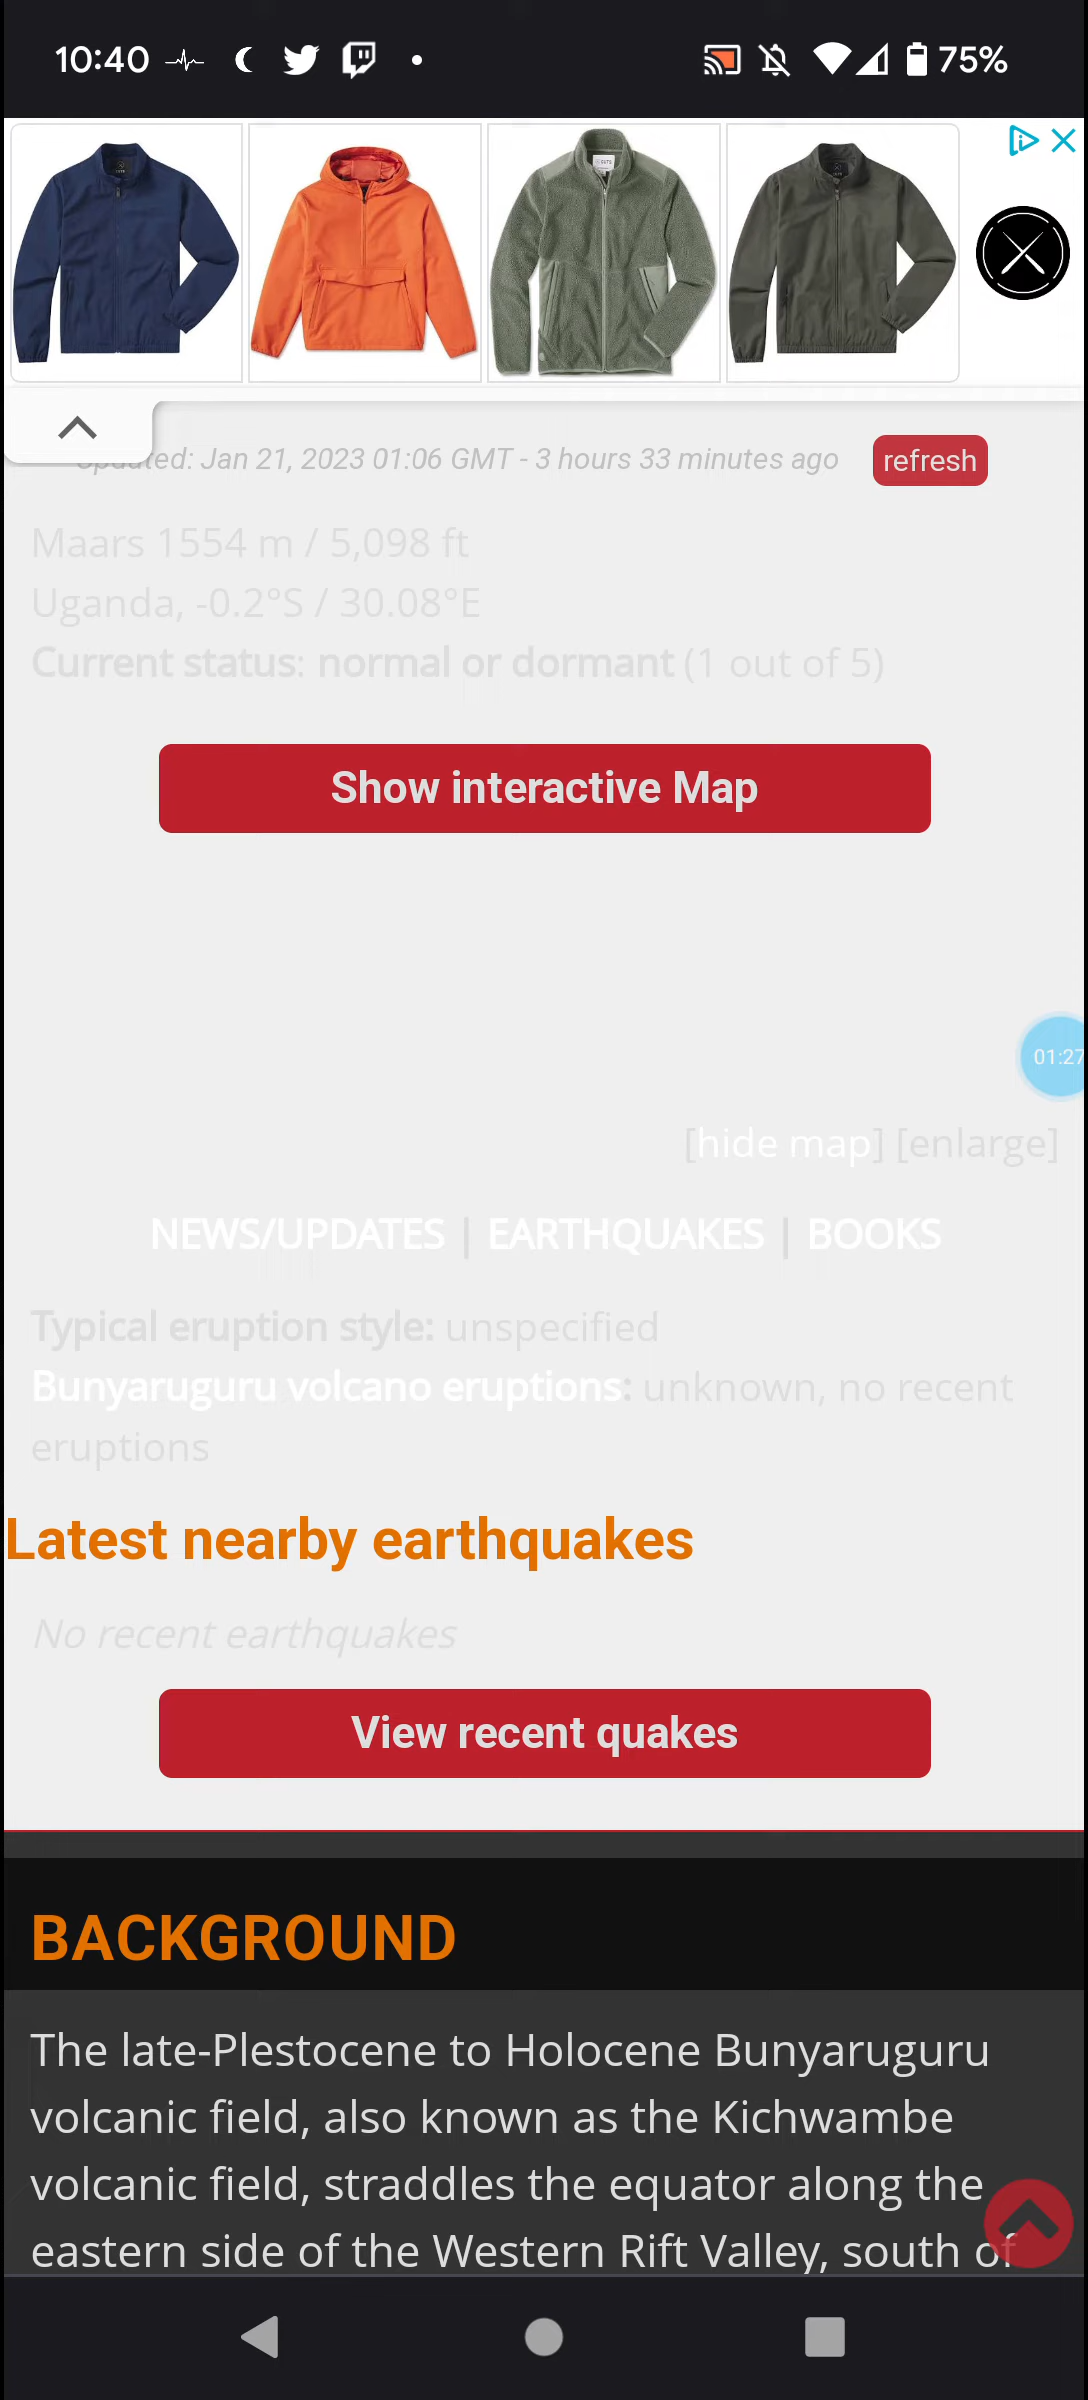 10:40
75%
Updated: Jan 21, 2023 01:06 GMT - 3 hours 33 minutes ago
refresh
Maars 1554 m / 5,098 ft
Uganda, -0.2°S / 30.08°E
Current status: normal or dormant (1 out of 5)
Show interactive Map
01:27
[hide map] [enlarge]
NEWS/UPDATES | EARTHQUAKES | BOOKS
Typical eruption style: unspecified
Bunyaruguru volcano eruptions: unknown, no recent
eruptions
Latest nearby earthquakes
No recent earthquakes
View recent quakes
BACKGROUND
The late-Plestocene to Holocene Bunyaruguru
volcanic field, also known as the Kichwambe
volcanic field, straddles the equator along the
eastern side of the Western Rift Valley, south of